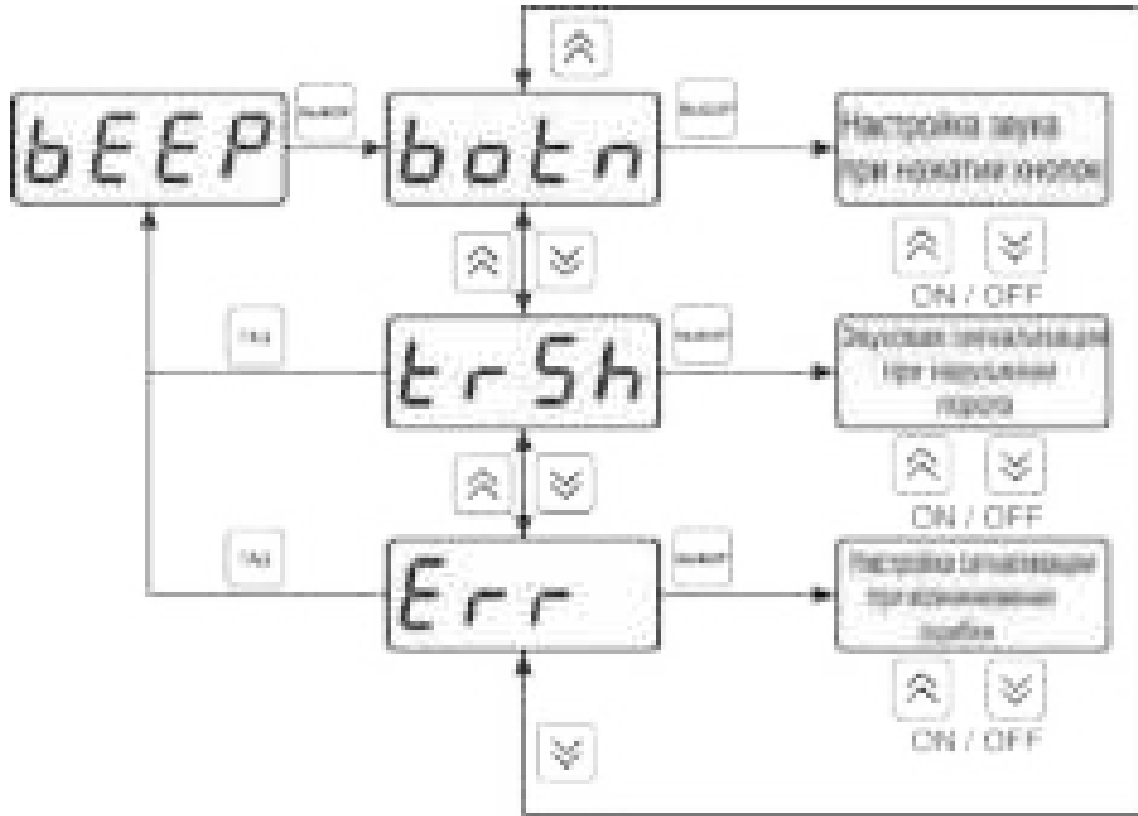 bEEP
botn
Настройка звука
при нажатии кнопок
ON / OFF
trSh
Звуковая сигнализация
при нарушении
порога
ON / OFF
Err
Настройка сигнализации
при возникновении
ошибки
ON / OFF